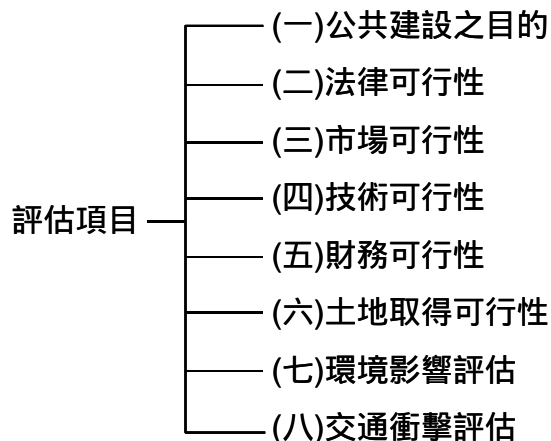 (一)公共建設之目的
(二)法律可行性
(三)市場可行性
(四)技術可行性
評估項目
(五)財務可行性
(六)土地取得可行性
(七)環境影響評估
(八)交通衝擊評估